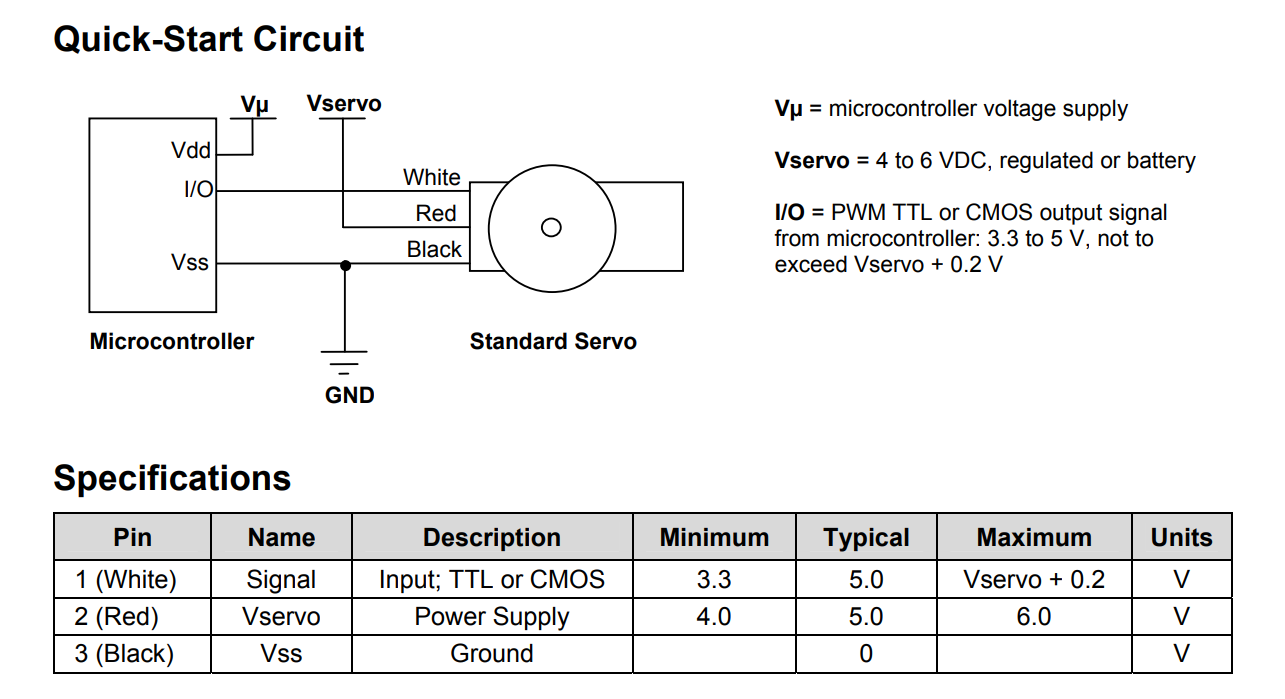 Quick-Start Circuit
Vμ
Vservo
Vdd
I/O
Vss
White
Red
Black
Microcontroller
GND
Standard Servo
Vμ = microcontroller voltage supply
Vservo = 4 to 6 VDC, regulated or battery
I/O = PWM TTL or CMOS output signal
from microcontroller: 3.3 to 5 V, not to
exceed Vservo + 0.2 V
Specifications
Pin Name Description Minimum Typical Maximum Units
1 (White) Signal Input; TTL or CMOS 3.3 5.0 Vservo + 0.2 V
2 (Red) Vservo Power Supply 4.0 5.0 6.0 V
3 (Black) Vss Ground 0 V